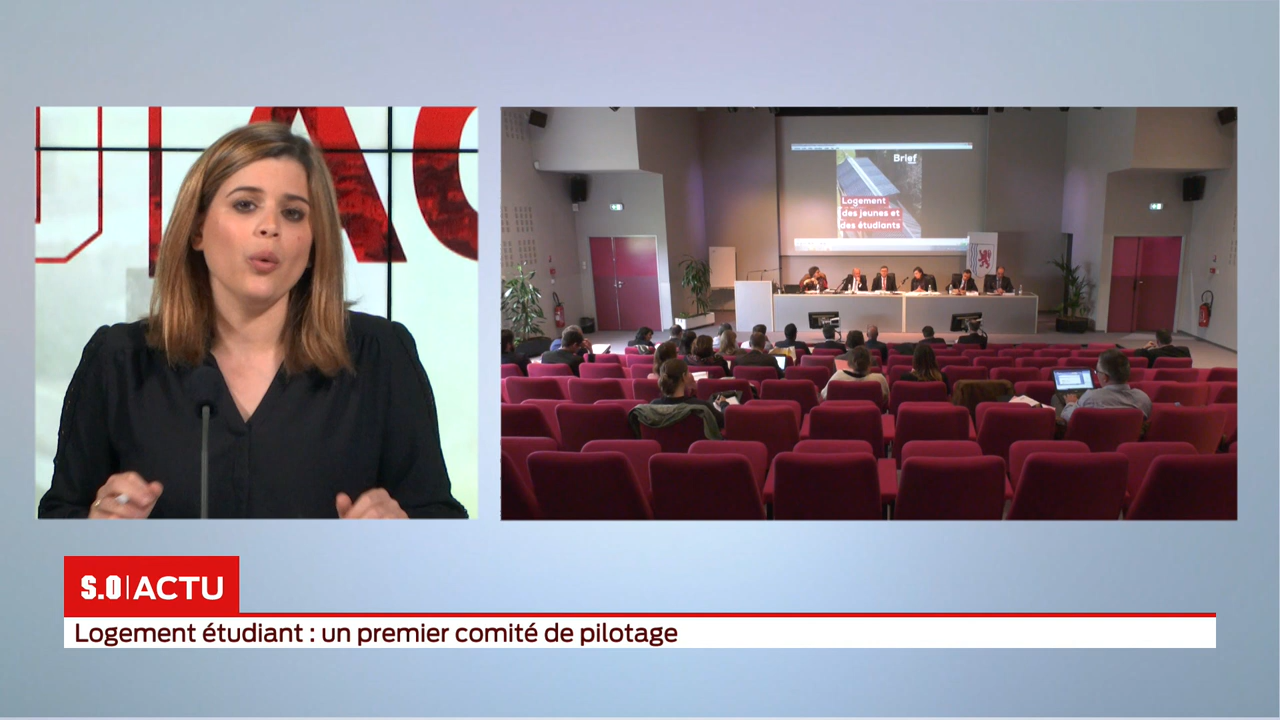 Brief
Logement
des jeunes et
des étudiants
S.O|ACTU
Logement étudiant : un premier comité de pilotage